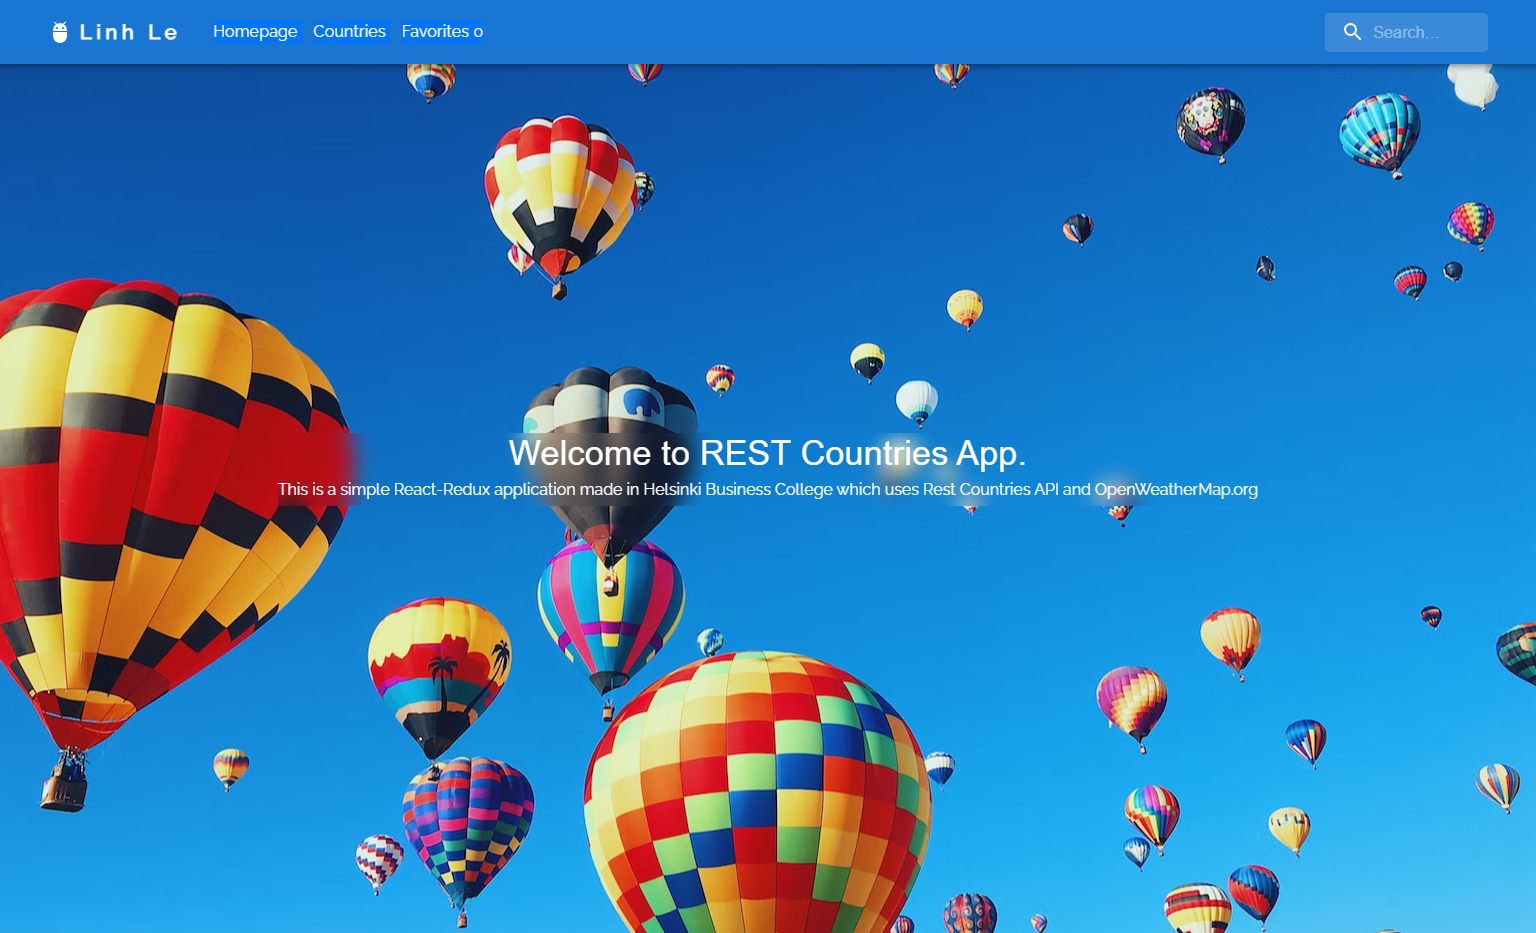 Linh Le
Homepage Countries Favorites 0
Search…
Welcome to REST Countries App.
This is a simple React-Redux application made in Helsinki Business College which uses Rest Countries API and OpenWeatherMap.org